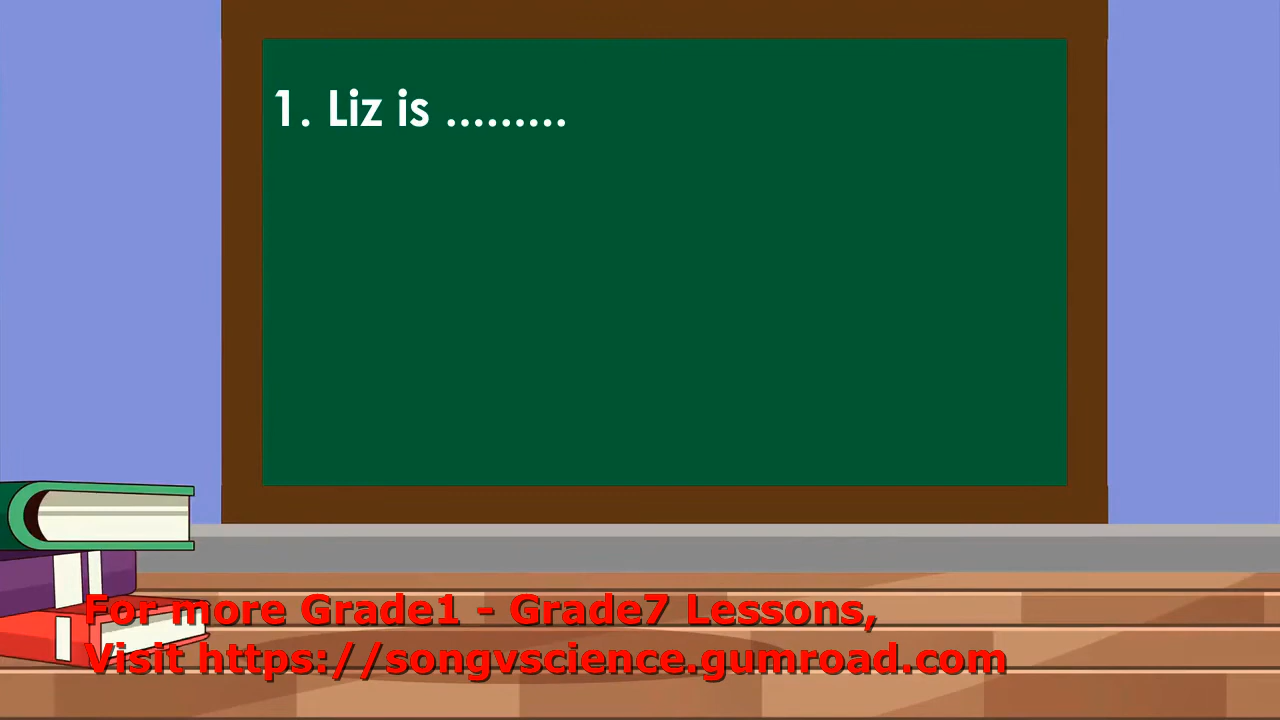 1. Liz is .........
For more Grade1 - Grade7 Lessons,
Visit https://songvscience.gumroad.com